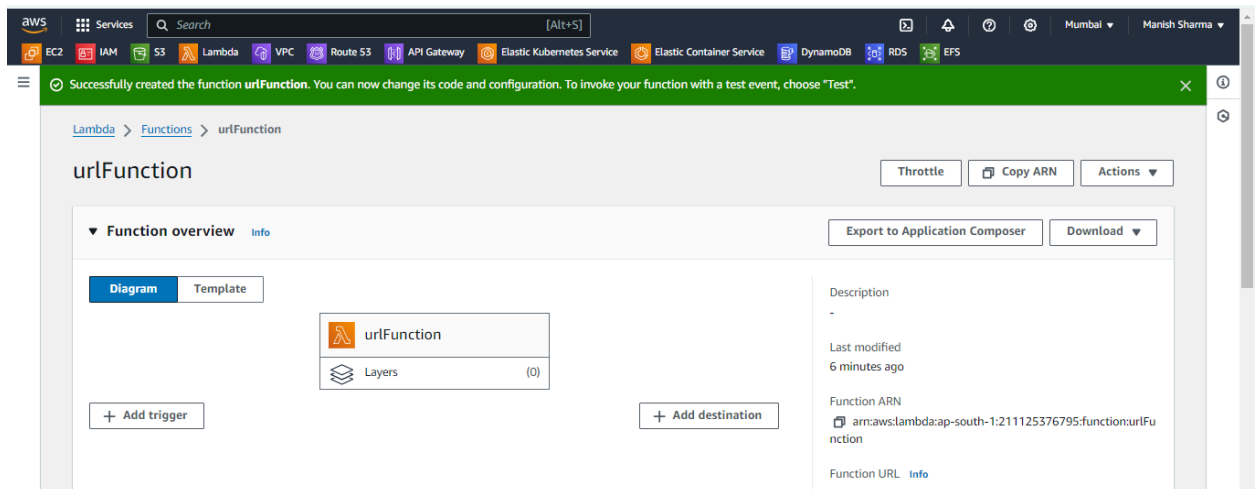 aws Services Search [Alt+S] Mumbai Manish Sharma
EC2 IAM S3 Lambda VPC Route 53 API Gateway Elastic Kubernetes Service Elastic Container Service DynamoDB RDS EFS
Successfully created the function urlFunction. You can now change its code and configuration. To invoke your function with a test event, choose "Test".
Lambda > Functions > urlFunction
urlFunction
Throttle Copy ARN Actions
Function overview Info
Export to Application Composer Download
Diagram Template
urlFunction
Layers (0)
+ Add trigger
+ Add destination
Description
-
Last modified
6 minutes ago
Function ARN
arn:aws:lambda:ap-south-1:211125376795:function:urlFu
nction
Function URL Info